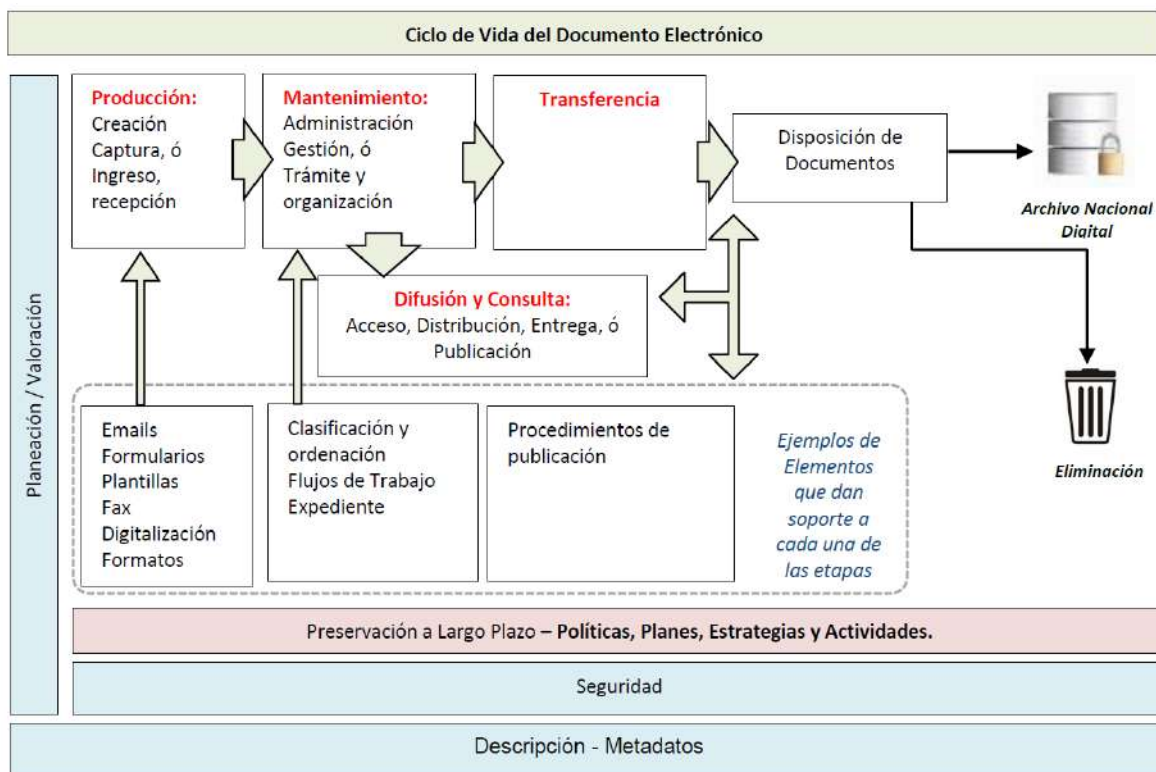 Ciclo de Vida del Documento Electrónico
Planeación / Valoración
Producción:
Creación
Captura, ó
Ingreso,
recepción
Mantenimiento:
Administración
Gestión, ó
Trámite y
organización
Transferencia
Disposición de
Documentos
Archivo Nacional
Digital
Difusión y Consulta:
Acceso, Distribución, Entrega, ó
Publicación
Eliminación
Emails
Formularios
Plantillas
Fax
Digitalización
Formatos
Clasificación y
ordenación
Flujos de Trabajo
Expediente
Procedimientos de
publicación
Ejemplos de
Elementos
que dan
soporte a
cada una de
las etapas
Preservación a Largo Plazo – Políticas, Planes, Estrategias y Actividades.
Seguridad
Descripción - Metadatos